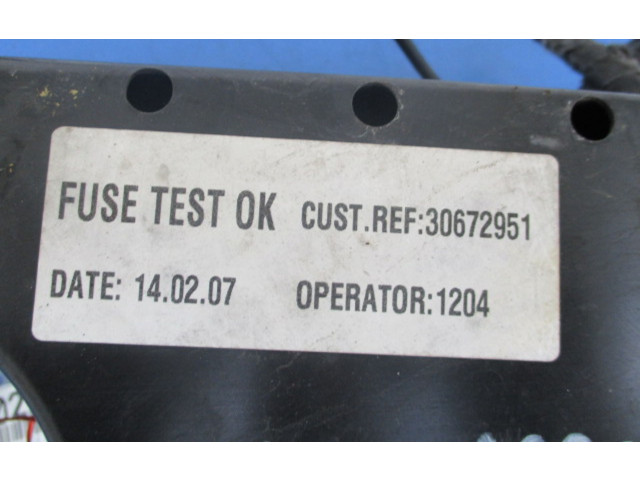 FUSE TEST OK CUST.REF:30672951
DATE: 14.02.07 OPERATOR:1204